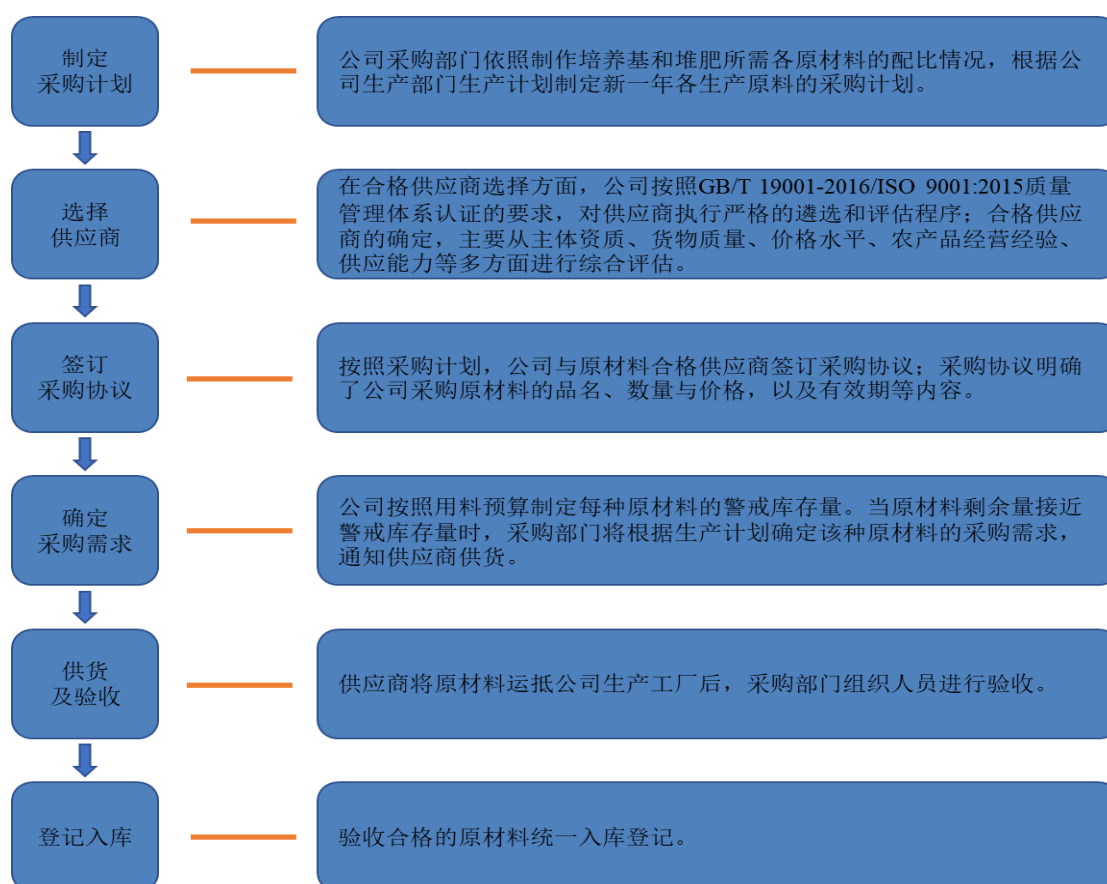 制定
采购计划
公司采购部门依照制作培养基和堆肥所需各原材料的配比情况，根据公
司生产部门生产计划制定新一年各生产原料的采购计划。
选择
供应商
在合格供应商选择方面，公司按照GB/T 19001-2016/ISO 9001:2015质量
管理体系认证的要求，对供应商执行严格的遴选和评估程序；合格供应
商的确定，主要从主体资质、货物质量、价格水平、农产品经营经验、
供应能力等多方面进行综合评估。
签订
采购协议
按照采购计划，公司与原材料合格供应商签订采购协议；采购协议明确
了公司采购原材料的品名、数量与价格，以及有效期等内容。
确定
采购需求
公司按照用料预算制定每种原材料的警戒库存量。当原材料剩余量接近
警戒库存量时，采购部门将根据生产计划确定该种原材料的采购需求，
通知供应商供货。
供货
及验收
供应商将原材料运抵公司生产工厂后，采购部门组织人员进行验收。
登记入库
验收合格的原材料统一入库登记。